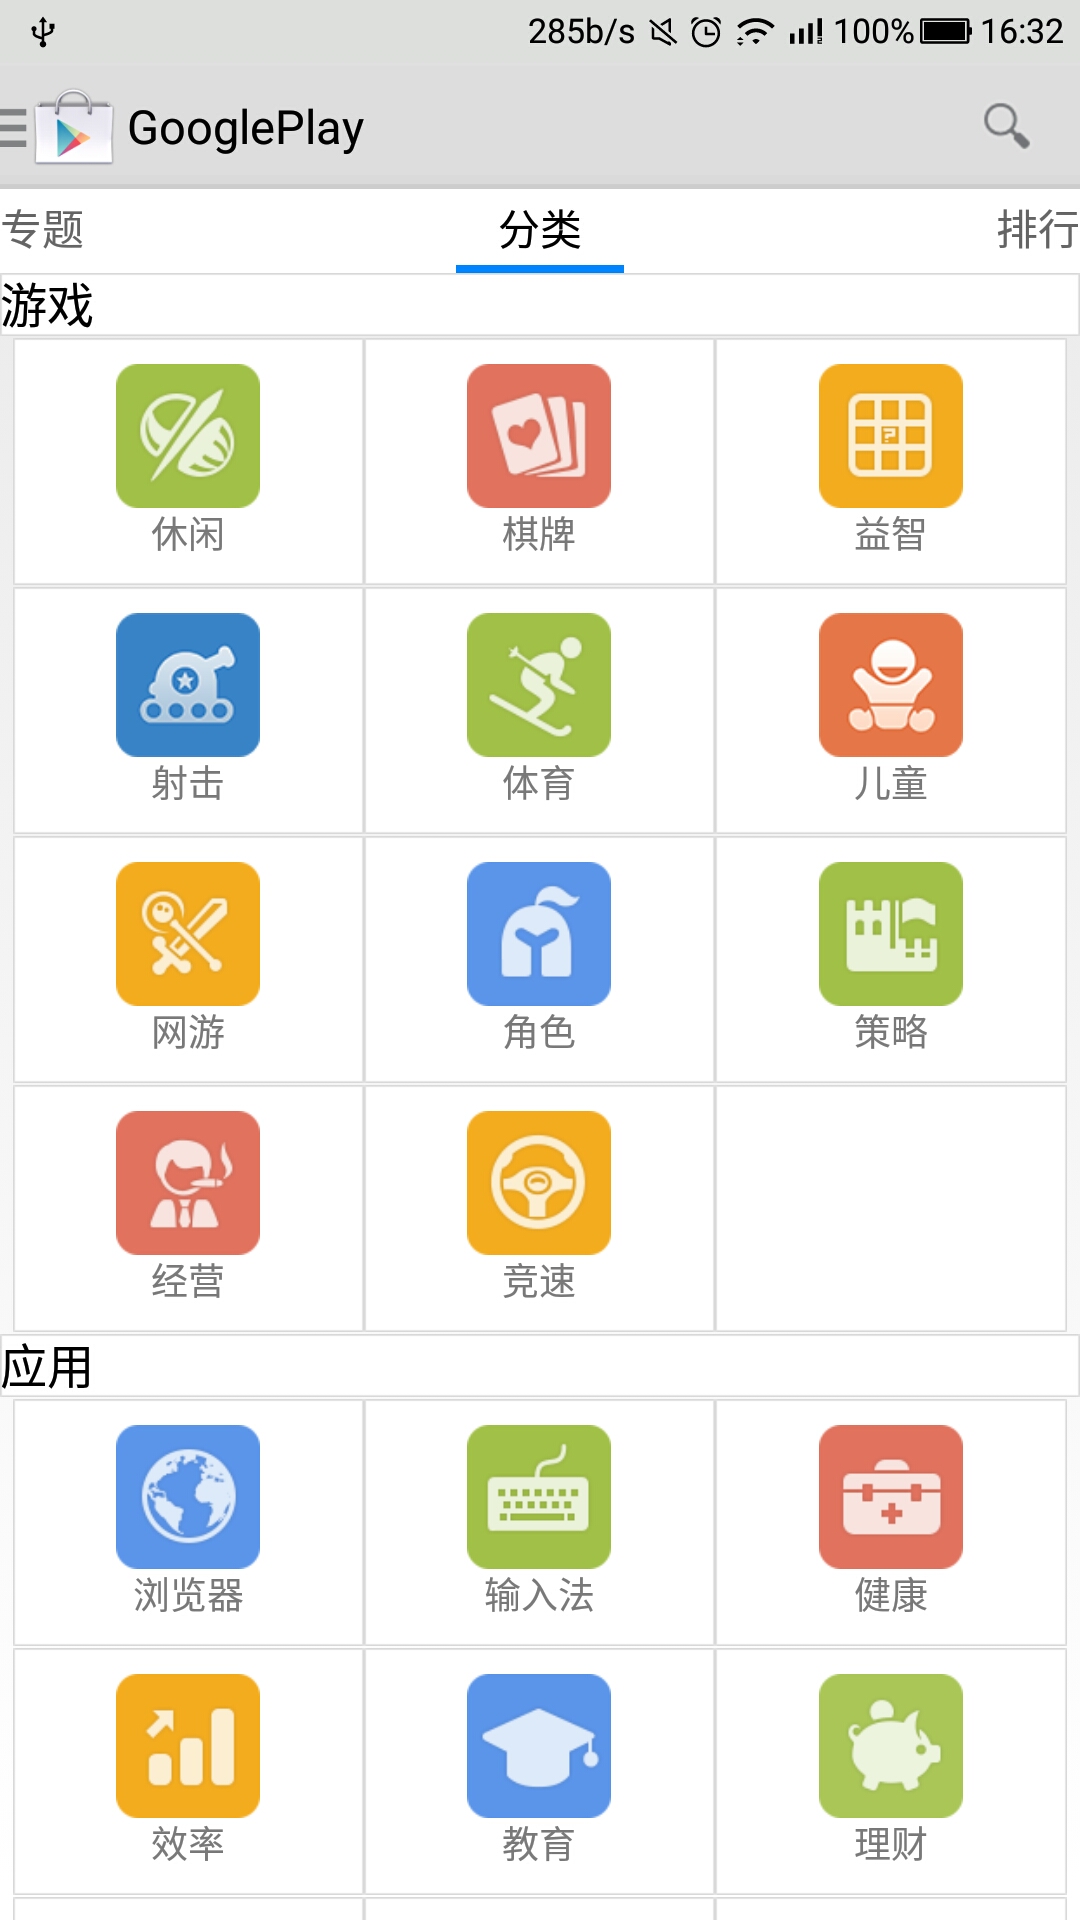 285b/s 100% 16:32
GooglePlay
专题 分类 排行
游戏
休闲 棋牌 益智
射击 体育 儿童
网游 角色 策略
经营 竞速
应用
浏览器 输入法 健康
效率 教育 理财